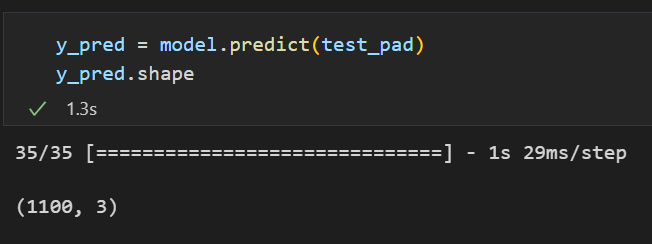 y_pred = model.predict(test_pad)
y_pred.shape
✓ 1.3s
35/35 [==============================] - 1s 29ms/step
(1100, 3)